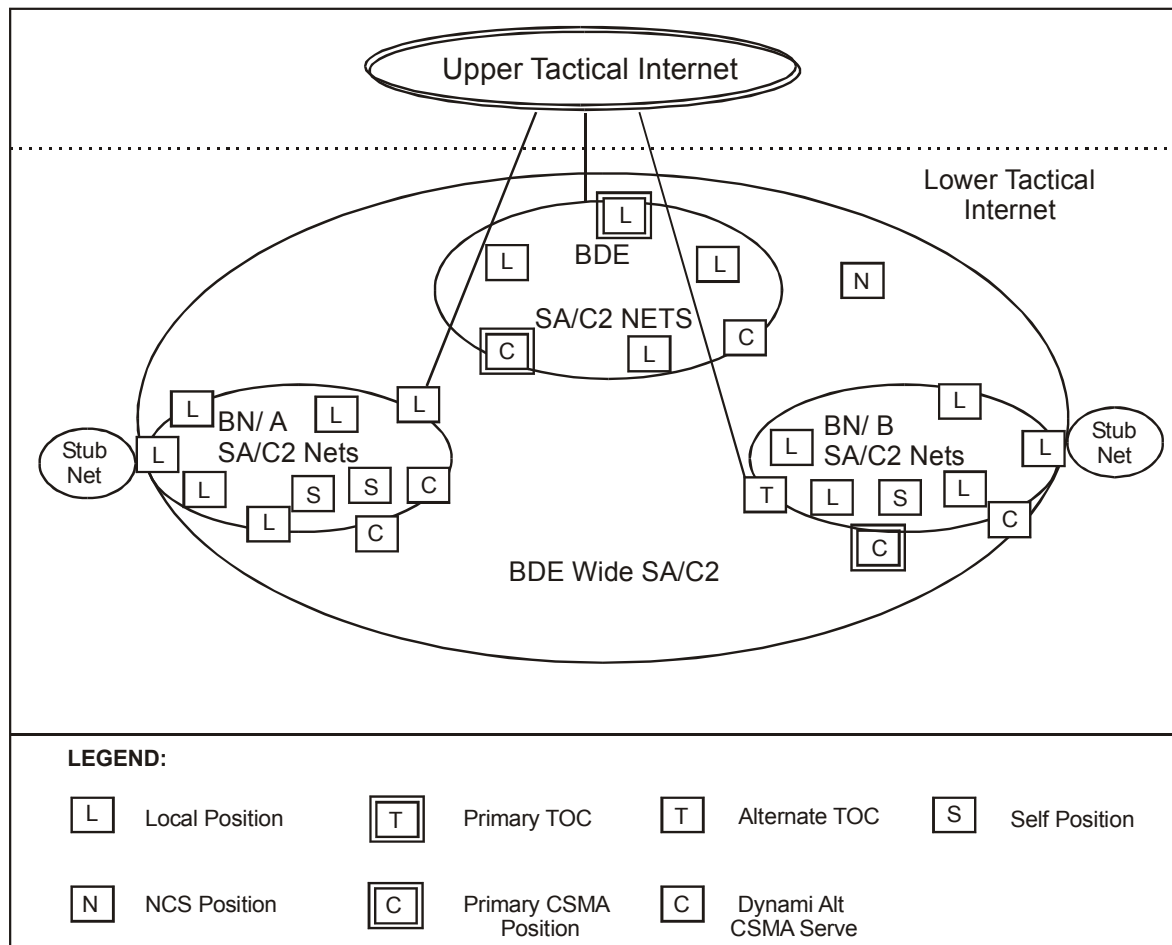 Upper Tactical Internet
Lower Tactical
Internet
L
BDE
L
L
N
SA/C2 NETS
C
L
C
L
L
L
BN/ A
SA/C2 Nets
L
Stub
Net
L
S
S
C
L
C
L
L
BN/ B
SA/C2 Nets
L
Stub
Net
T
L
S
L
C
C
BDE Wide SA/C2
LEGEND:
L Local Position
T Primary TOC
T Alternate TOC
S Self Position
N NCS Position
C Primary CSMA
Position
C Dynami Alt
CSMA Serve